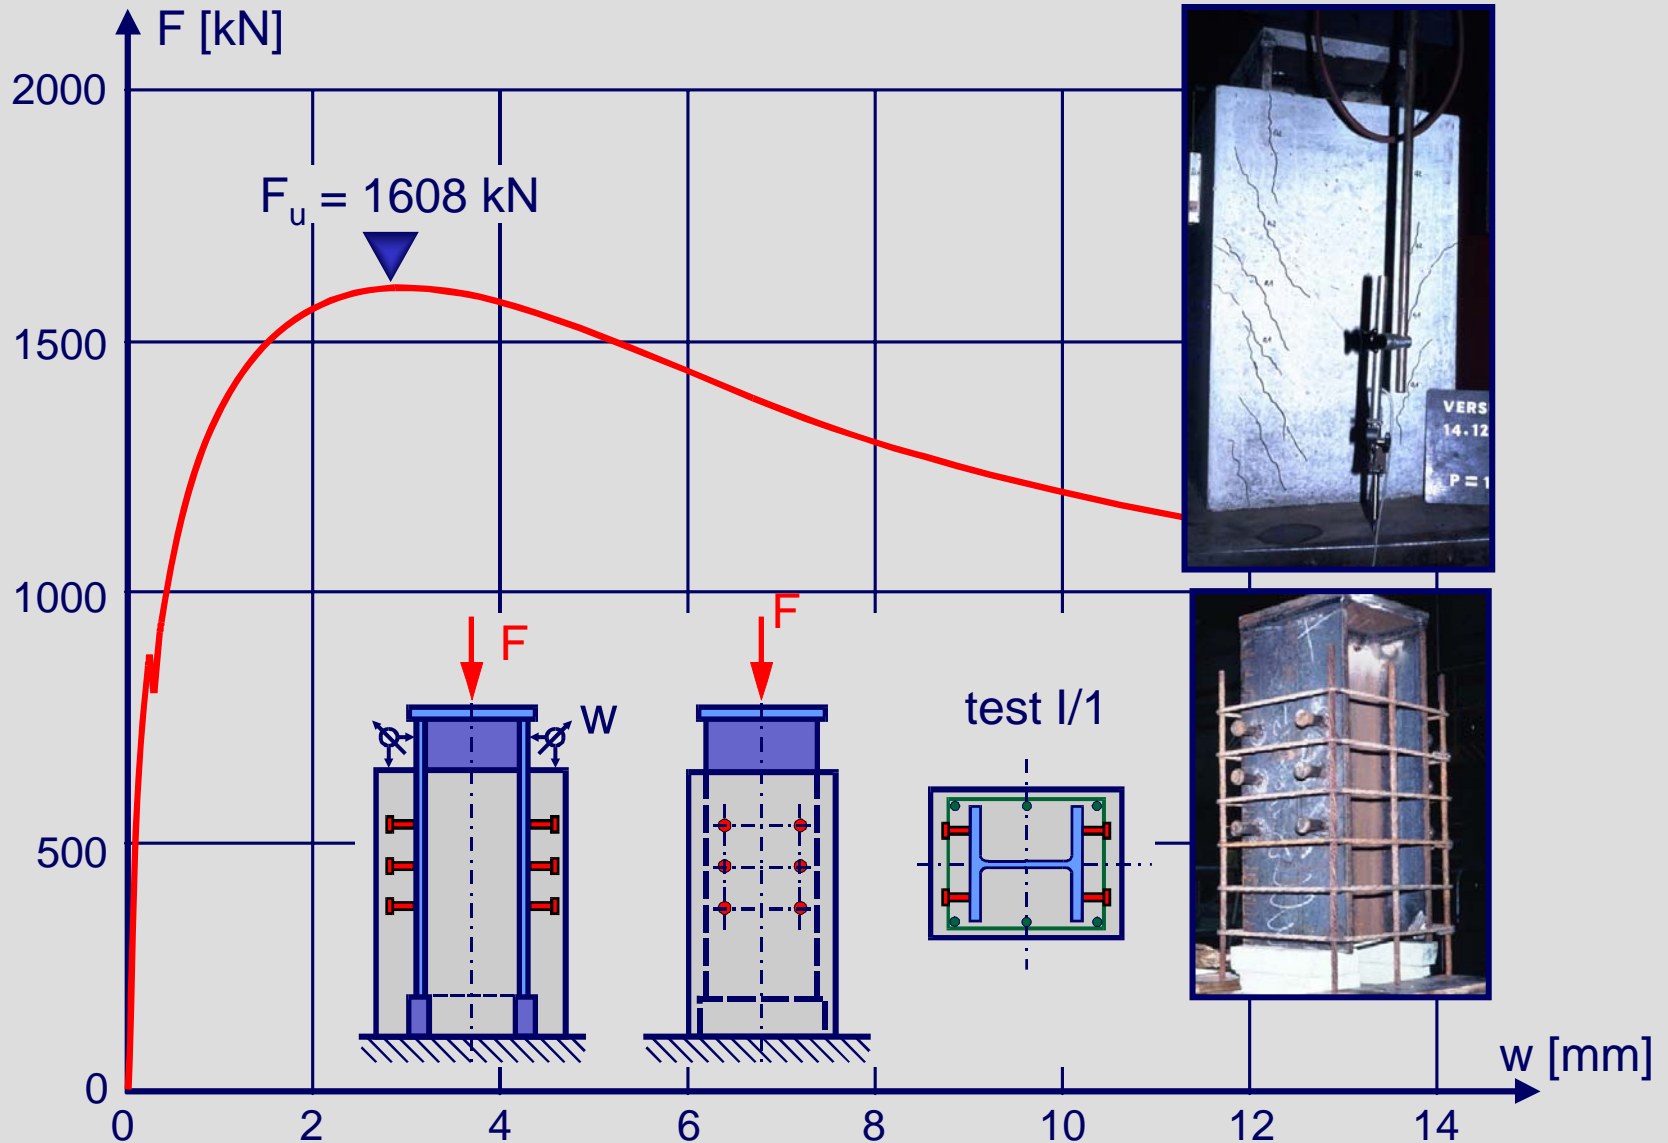 F [kN]
2000
F_u = 1608 kN
1500
1000
500
0
F
F
w
test I/1
VERS
14.12
P = 1
w [mm]
0 2 4 6 8 10 12 14